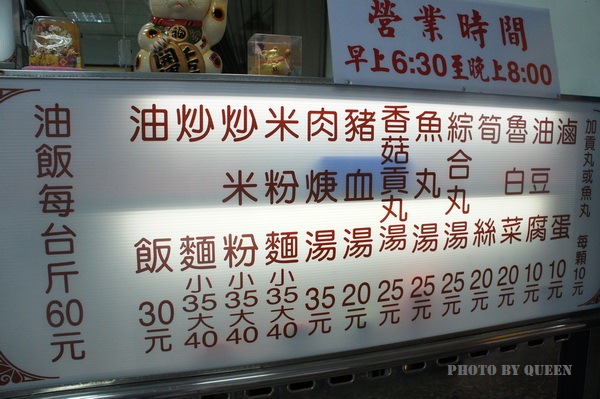 營業時間
早上6:30至晚上8:00
油飯每台斤60元
油飯30元
炒麵小35大40
炒米粉小35大40
米粉麵小35大40
肉焿湯35元
豬血湯20元
香菇貢丸湯25元
魚丸湯25元
綜合丸湯25元
筍絲20元
魯白菜20元
油豆腐10元
滷蛋10元
加貢丸或魚丸每顆10元
PHOTO BY QUEEN